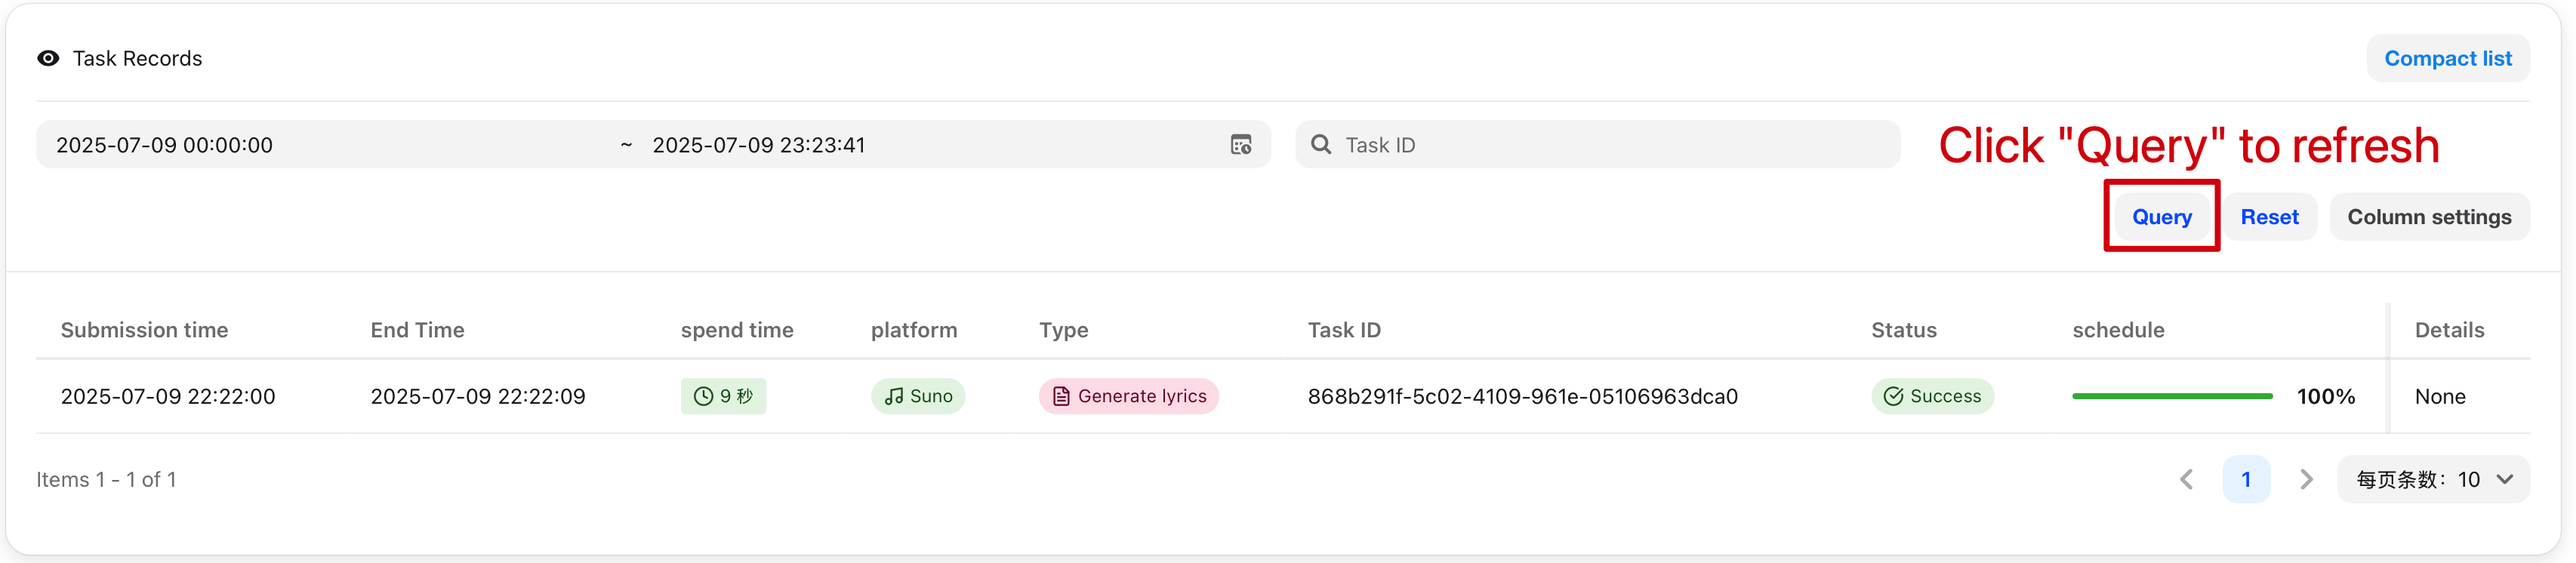 Task Records
Compact list
2025-07-09 00:00:00 ~ 2025-07-09 23:23:41
Task ID
Click "Query" to refresh
Query
Reset
Column settings
Submission time End Time spend time platform Type Task ID Status schedule Details
2025-07-09 22:22:00 2025-07-09 22:22:09 9 秒 Suno Generate lyrics 868b291f-5c02-4109-961e-05106963dca0 Success 100% None
Items 1 - 1 of 1
1
每页条数：10